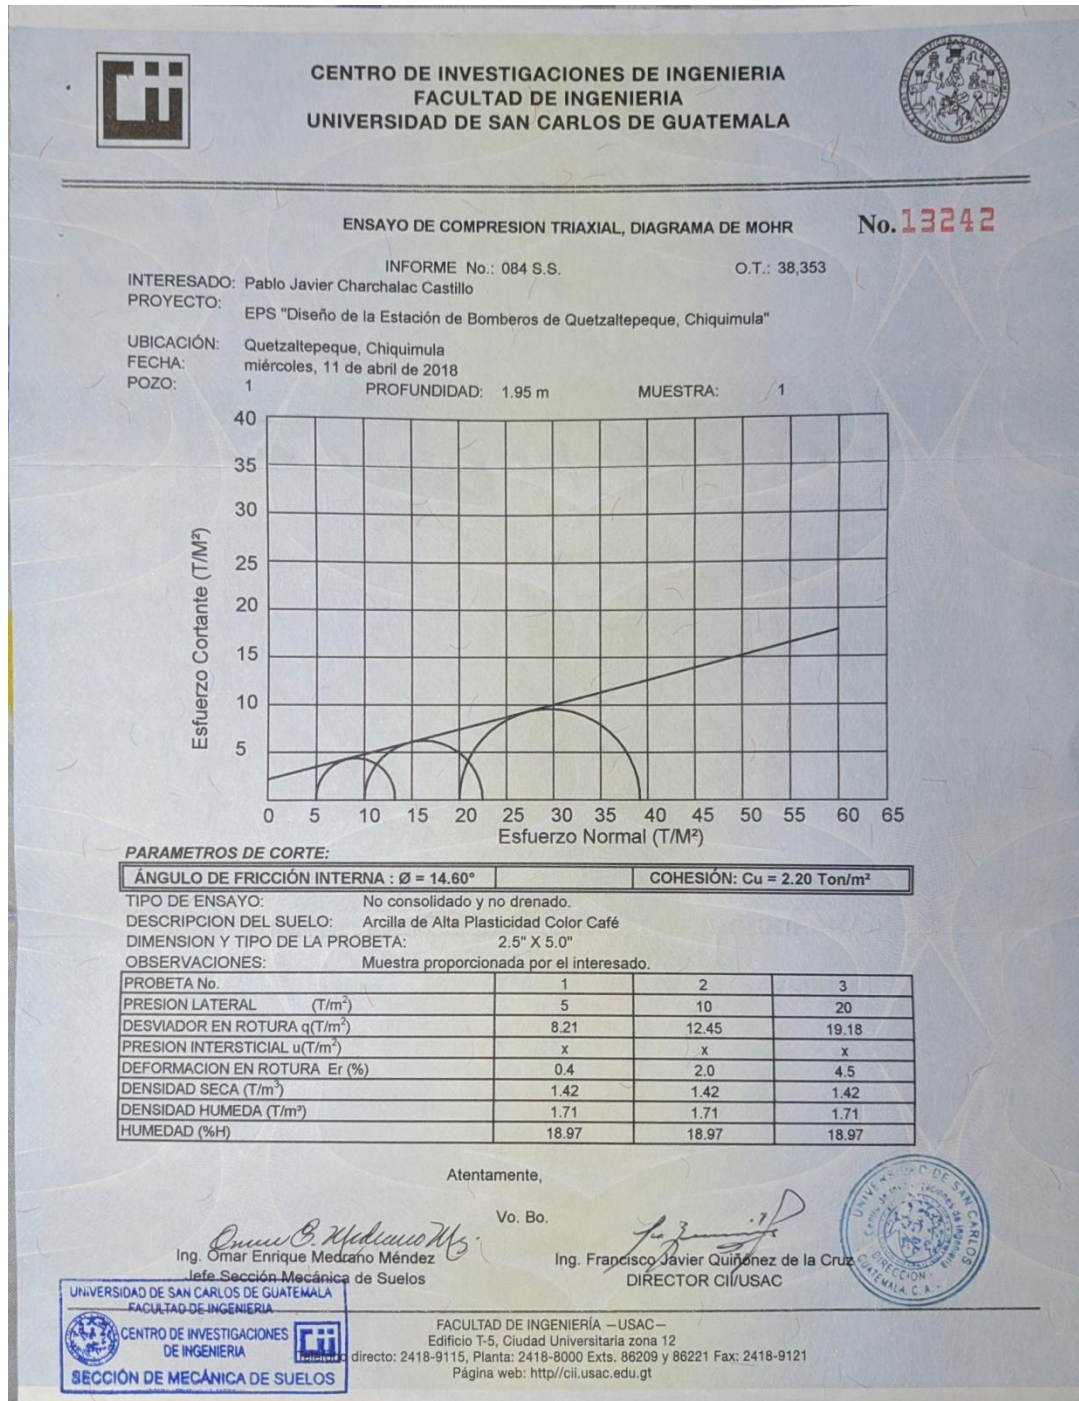 CENTRO DE INVESTIGACIONES DE INGENIERIA
FACULTAD DE INGENIERIA
UNIVERSIDAD DE SAN CARLOS DE GUATEMALA
ENSAYO DE COMPRESION TRIAXIAL, DIAGRAMA DE MOHR No. 13242
INFORME No.: 084 S.S. O.T.: 38,353
INTERESADO: Pablo Javier Charchalac Castillo
PROYECTO: EPS "Diseño de la Estación de Bomberos de Quetzaltepeque, Chiquimula"
UBICACIÓN: Quetzaltepeque, Chiquimula
FECHA: miércoles, 11 de abril de 2018
POZO: 1 PROFUNDIDAD: 1.95 m MUESTRA: 1
40
35
30
25
20
15
10
5
Esfuerzo Cortante (T/M²)
0 5 10 15 20 25 30 35 40 45 50 55 60 65
Esfuerzo Normal (T/M²)
PARAMETROS DE CORTE:
ÁNGULO DE FRICCIÓN INTERNA : Ø = 14.60° COHESIÓN: Cu = 2.20 Ton/m²
TIPO DE ENSAYO: No consolidado y no drenado.
DESCRIPCION DEL SUELO: Arcilla de Alta Plasticidad Color Café
DIMENSION Y TIPO DE LA PROBETA: 2.5" X 5.0"
OBSERVACIONES: Muestra proporcionada por el interesado.
PROBETA No. 1 2 3
PRESION LATERAL (T/m²) 5 10 20
DESVIADOR EN ROTURA q(T/m²) 8.21 12.45 19.18
PRESION INTERSTICIAL u(T/m²) x x x
DEFORMACION EN ROTURA Er (%) 0.4 2.0 4.5
DENSIDAD SECA (T/m³) 1.42 1.42 1.42
DENSIDAD HUMEDA (T/m³) 1.71 1.71 1.71
HUMEDAD (%H) 18.97 18.97 18.97
Atentamente,
Vo. Bo.
Ing. Omar Enrique Medrano Méndez
Jefe Sección Mecánica de Suelos
Ing. Francisco Javier Quiñónez de la Cruz
DIRECTOR CII/USAC
UNIVERSIDAD DE SAN CARLOS
DIRECCION
GUATEMALA, C. A.
UNIVERSIDAD DE SAN CARLOS DE GUATEMALA
FACULTAD DE INGENIERIA
CENTRO DE INVESTIGACIONES
DE INGENIERIA
SECCIÓN DE MECÁNICA DE SUELOS
FACULTAD DE INGENIERÍA —USAC—
Edificio T-5, Ciudad Universitaria zona 12
Teléfono directo: 2418-9115, Planta: 2418-8000 Exts. 86209 y 86221 Fax: 2418-9121
Página web: http//cii.usac.edu.gt